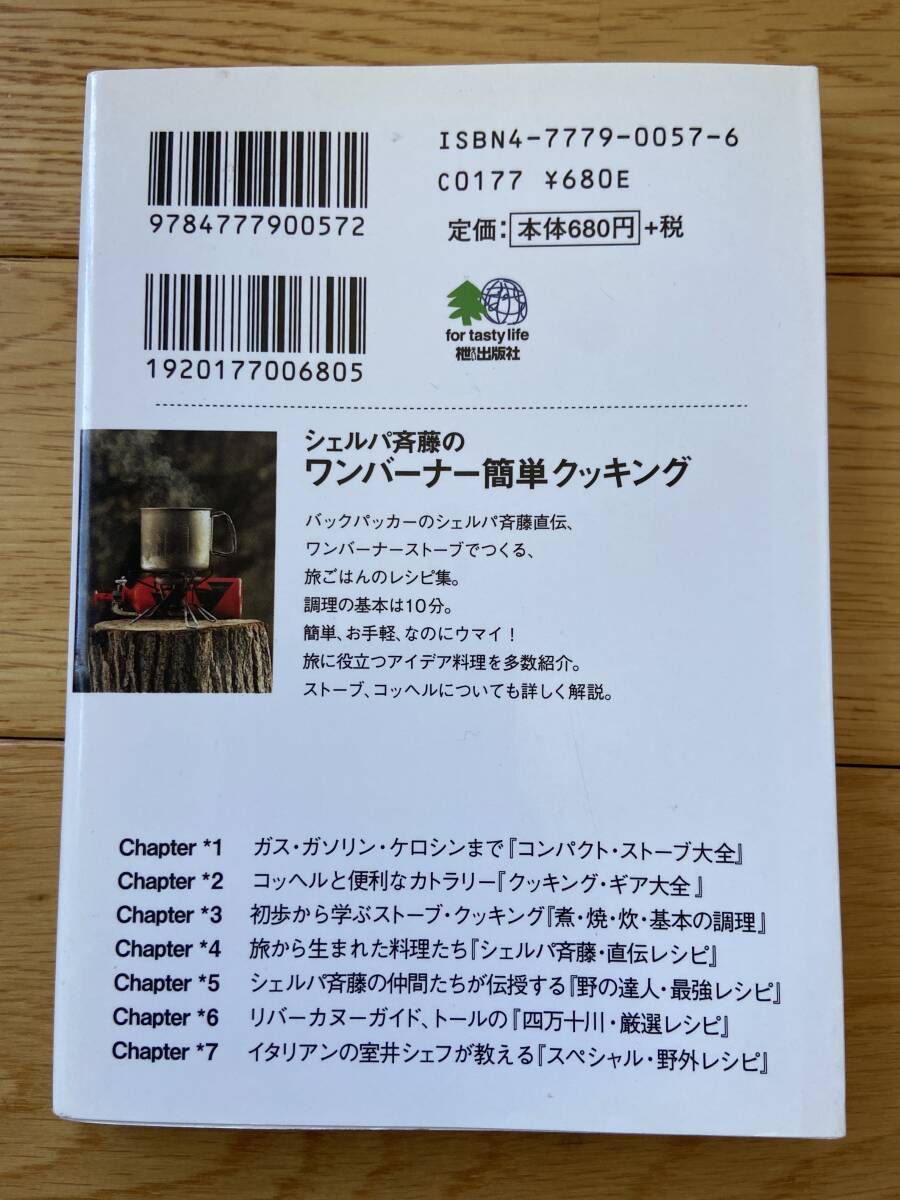 ISBN4-7779-0057-6
C0177 ¥680E
定価：本体680円+税
9784777900572
1920177006805
for tasty life
枻出版社
シェルパ斉藤の
ワンバーナー簡単クッキング
バックパッカーのシェルパ斉藤直伝、
ワンバーナーストーブでつくる、
旅ごはんのレシピ集。
調理の基本は10分。
簡単、お手軽、なのにウマイ！
旅に役立つアイデア料理を多数紹介。
ストーブ、コッヘルについても詳しく解説。
Chapter *1 ガス・ガソリン・ケロシンまで『コンパクト・ストーブ大全』
Chapter *2 コッヘルと便利なカトラリー『クッキング・ギア大全』
Chapter *3 初歩から学ぶストーブ・クッキング『煮・焼・炊・基本の調理』
Chapter *4 旅から生まれた料理たち『シェルパ斉藤・直伝レシピ』
Chapter *5 シェルパ斉藤の仲間たちが伝授する『野の達人・最強レシピ』
Chapter *6 リバーカヌーガイド、トールの『四万十川・厳選レシピ』
Chapter *7 イタリアンの室井シェフが教える『スペシャル・野外レシピ』